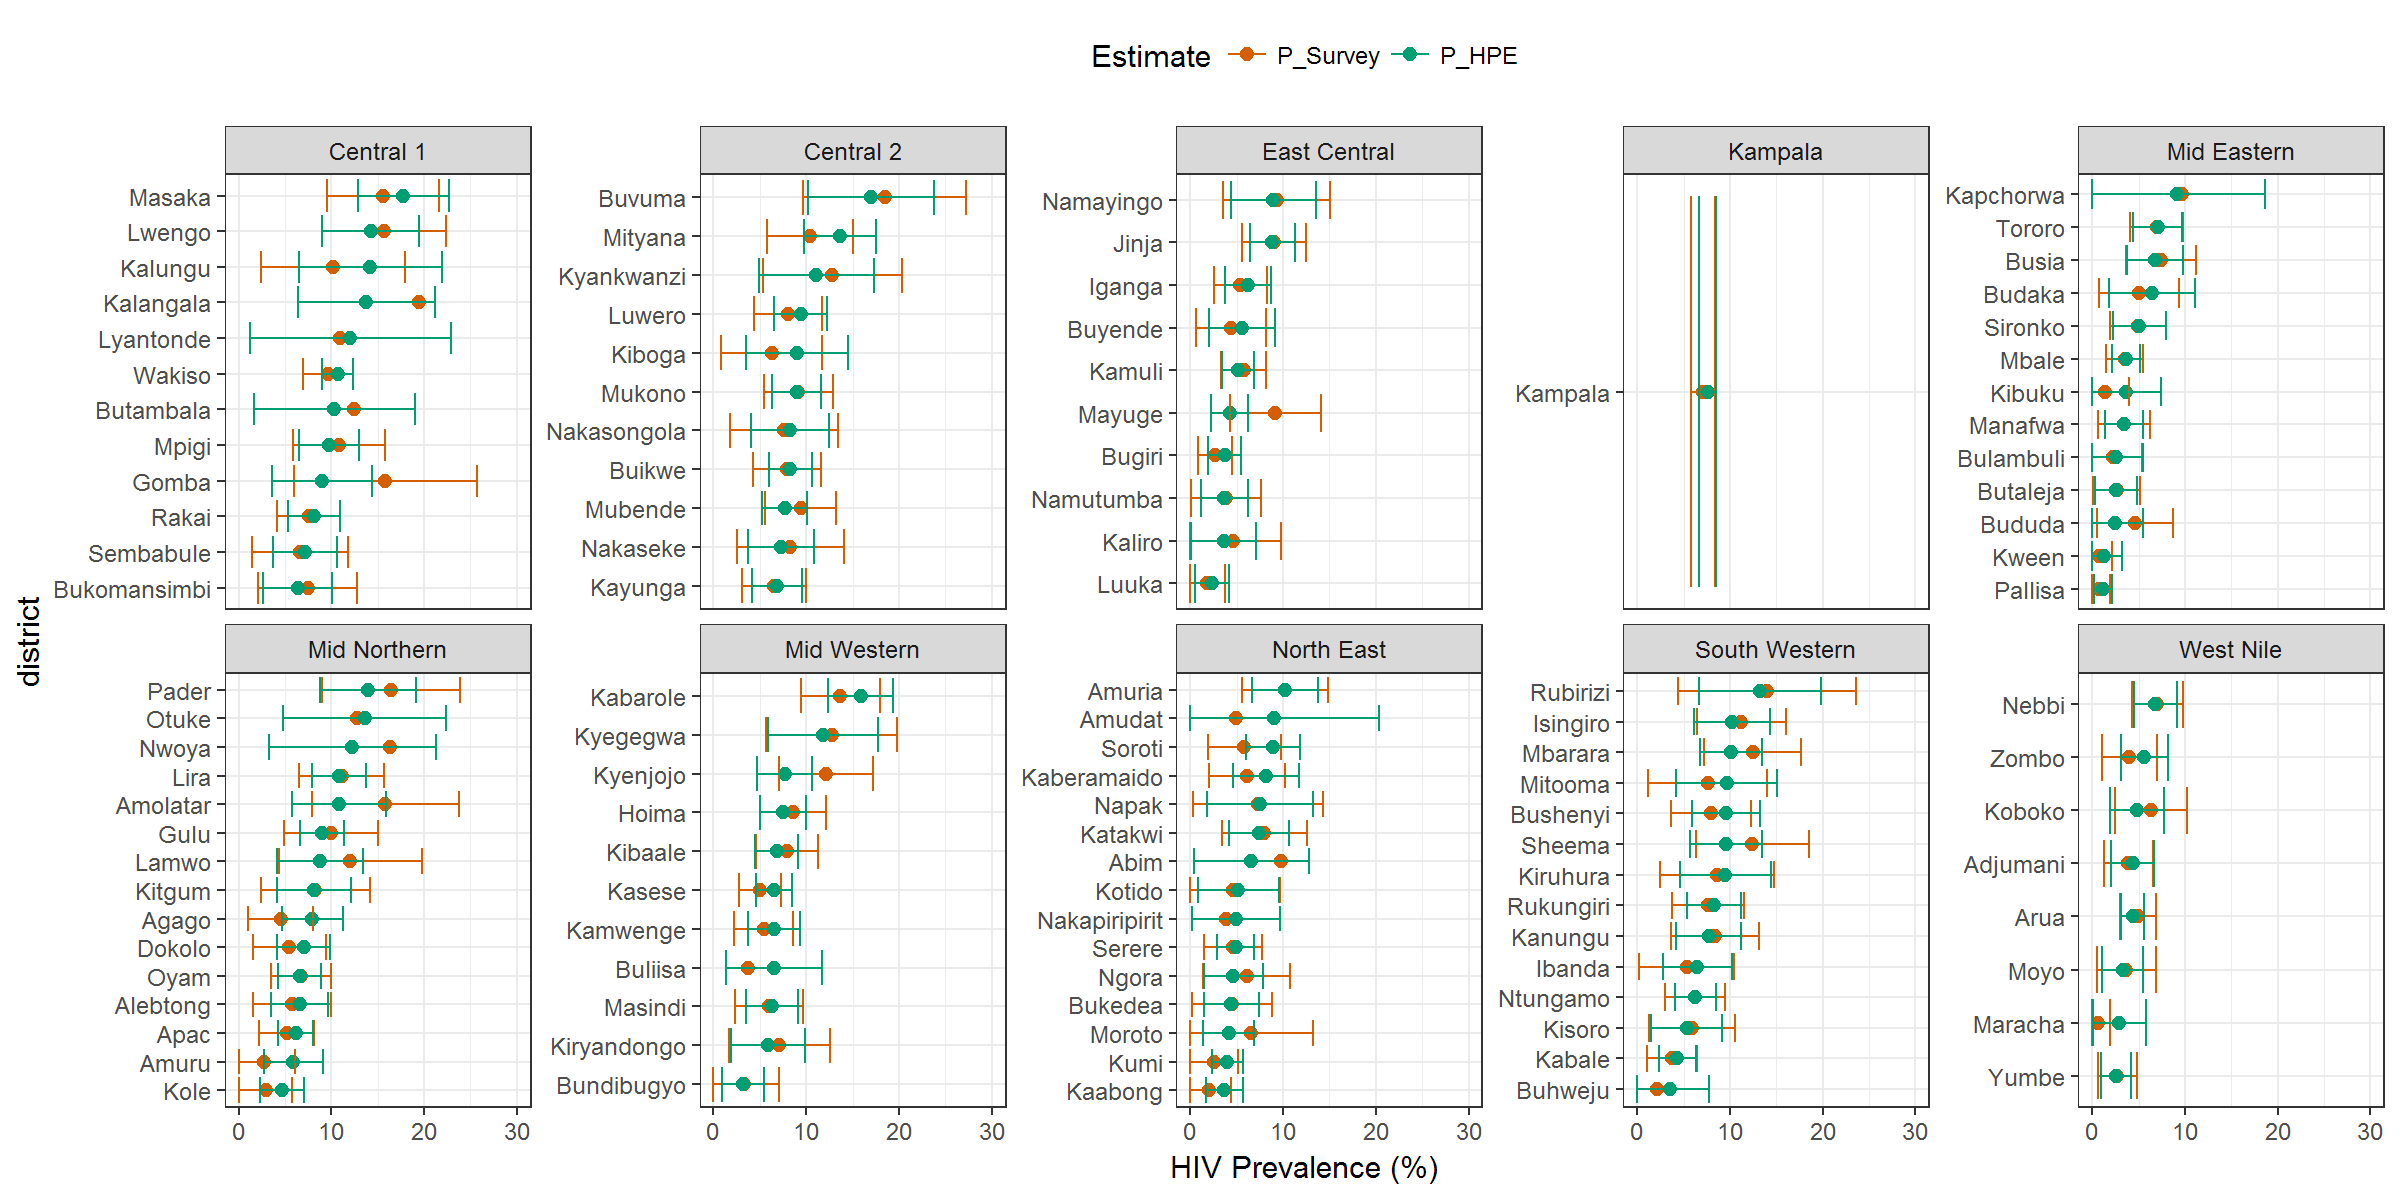 Estimate P_Survey P_HPE
district
Central 1
Masaka
Lwengo
Kalungu
Kalangala
Lyantonde
Wakiso
Butambala
Mpigi
Gomba
Rakai
Sembabule
Bukomansimbi
Central 2
Buvuma
Mityana
Kyankwanzi
Luwero
Kiboga
Mukono
Nakasongola
Buikwe
Mubende
Nakaseke
Kayunga
East Central
Namayingo
Jinja
Iganga
Buyende
Kamuli
Mayuge
Bugiri
Namutumba
Kaliro
Luuka
Kampala
Kampala
Mid Eastern
Kapchorwa
Tororo
Busia
Budaka
Sironko
Mbale
Kibuku
Manafwa
Bulambuli
Butaleja
Bududa
Kween
Pallisa
Mid Northern
Pader
Otuke
Nwoya
Lira
Amolatar
Gulu
Lamwo
Kitgum
Agago
Dokolo
Oyam
Alebtong
Apac
Amuru
Kole
0 10 20 30
Mid Western
Kabarole
Kyegegwa
Kyenjojo
Hoima
Kibaale
Kasese
Kamwenge
Buliisa
Masindi
Kiryandongo
Bundibugyo
0 10 20 30
North East
Amuria
Amudat
Soroti
Kaberamaido
Napak
Katakwi
Abim
Kotido
Nakapiripirit
Serere
Ngora
Bukedea
Moroto
Kumi
Kaabong
0 10 20 30
South Western
Rubirizi
Isingiro
Mbarara
Mitooma
Bushenyi
Sheema
Kiruhura
Rukungiri
Kanungu
Ibanda
Ntungamo
Kisoro
Kabale
Buhweju
0 10 20 30
West Nile
Nebbi
Zombo
Koboko
Adjumani
Arua
Moyo
Maracha
Yumbe
0 10 20 30
HIV Prevalence (%)